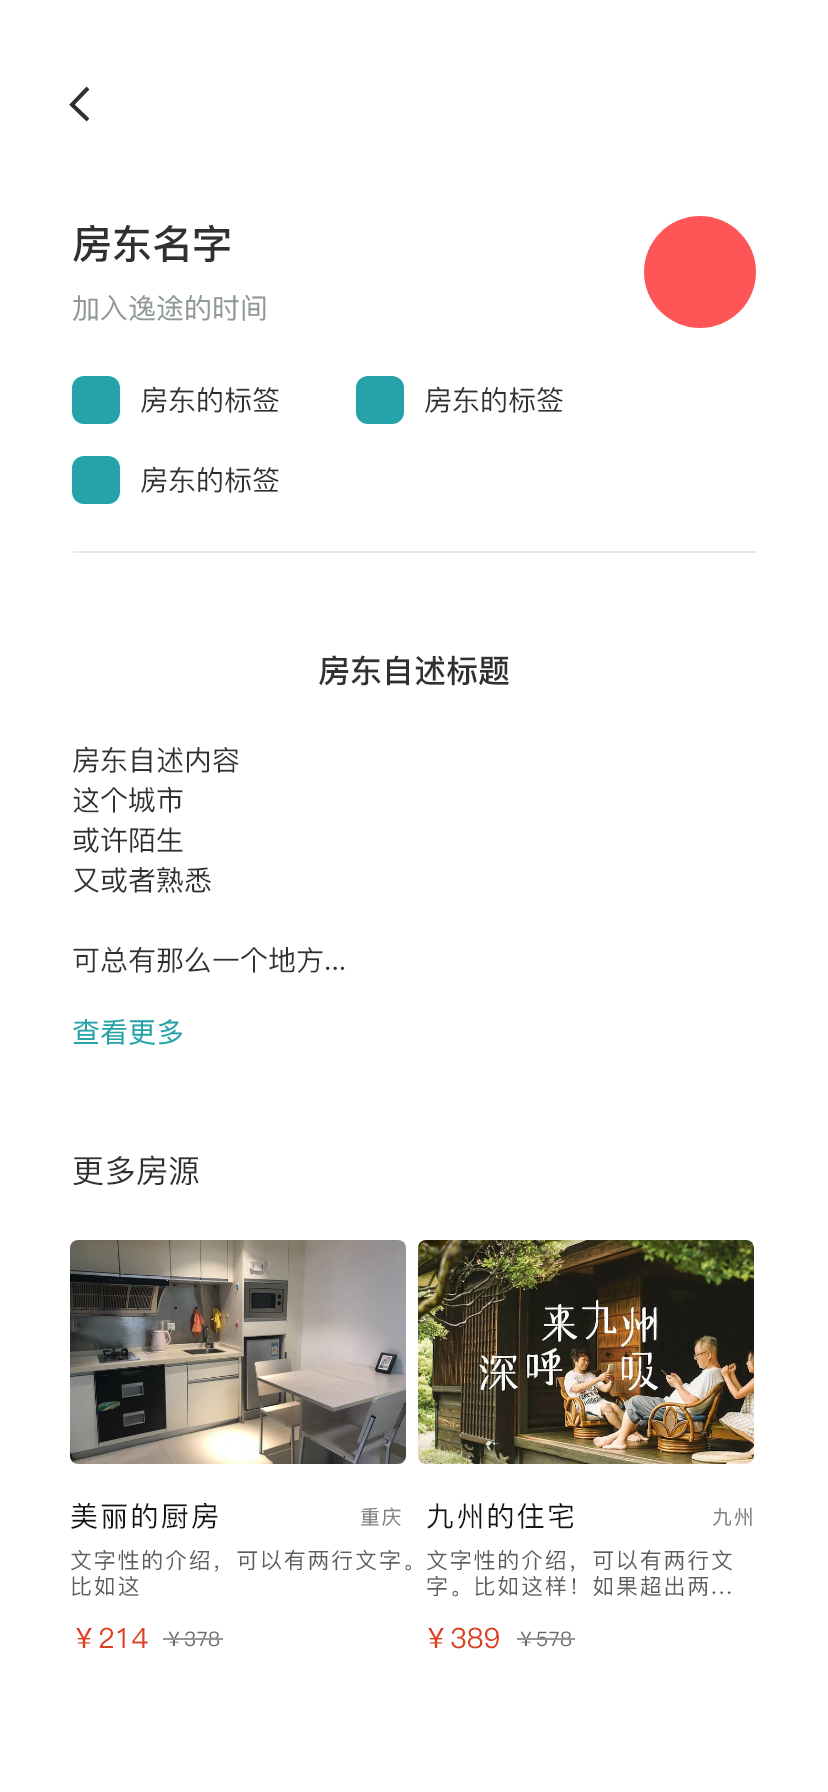 房东名字
加入逸途的时间
房东的标签 房东的标签
房东的标签
房东自述标题
房东自述内容
这个城市
或许陌生
又或者熟悉
可总有那么一个地方...
查看更多
更多房源
来九州
深呼一吸
美丽的厨房 重庆
文字性的介绍，可以有两行文字。
比如这
¥214 ¥378
九州的住宅 九州
文字性的介绍，可以有两行文
字。比如这样！如果超出两...
¥389 ¥578